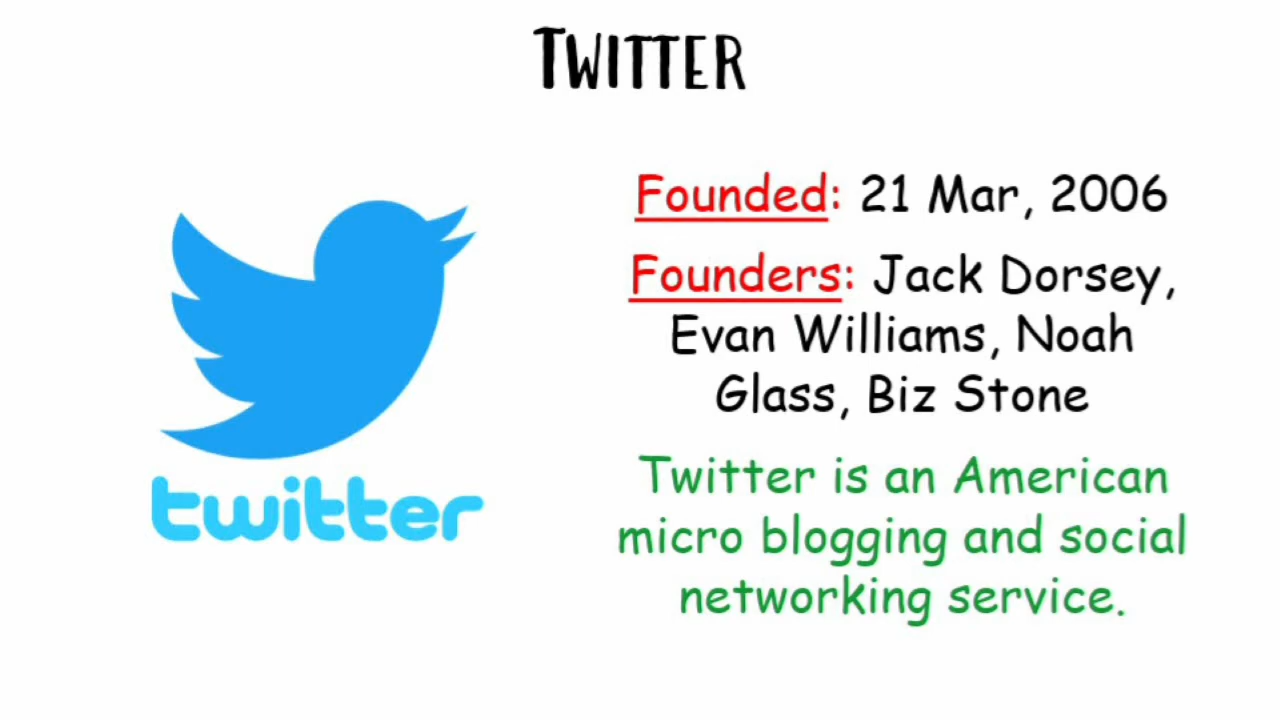 TWITTER
twitter
Founded: 21 Mar, 2006
Founders: Jack Dorsey,
Evan Williams, Noah
Glass, Biz Stone
Twitter is an American
micro blogging and social
networking service.